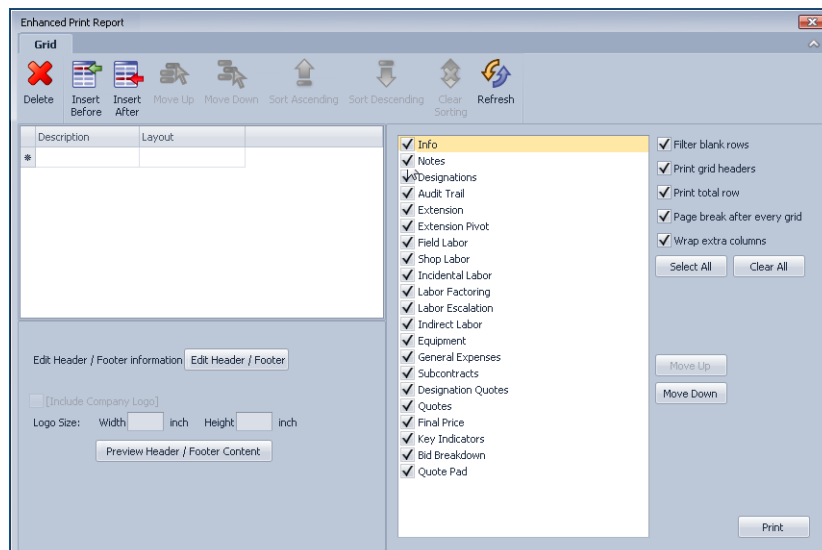 Enhanced Print Report
Grid
Delete
Insert Before
Insert After
Move Up
Move Down
Sort Ascending
Sort Descending
Clear Sorting
Refresh
Description Layout
Info
Notes
Designations
Audit Trail
Extension
Extension Pivot
Field Labor
Shop Labor
Incidental Labor
Labor Factoring
Labor Escalation
Indirect Labor
Equipment
General Expenses
Subcontracts
Designation Quotes
Quotes
Final Price
Key Indicators
Bid Breakdown
Quote Pad
Filter blank rows
Print grid headers
Print total row
Page break after every grid
Wrap extra columns
Select All Clear All
Move Up
Move Down
Edit Header / Footer information Edit Header / Footer
[Include Company Logo]
Logo Size: Width inch Height inch
Preview Header / Footer Content
Print